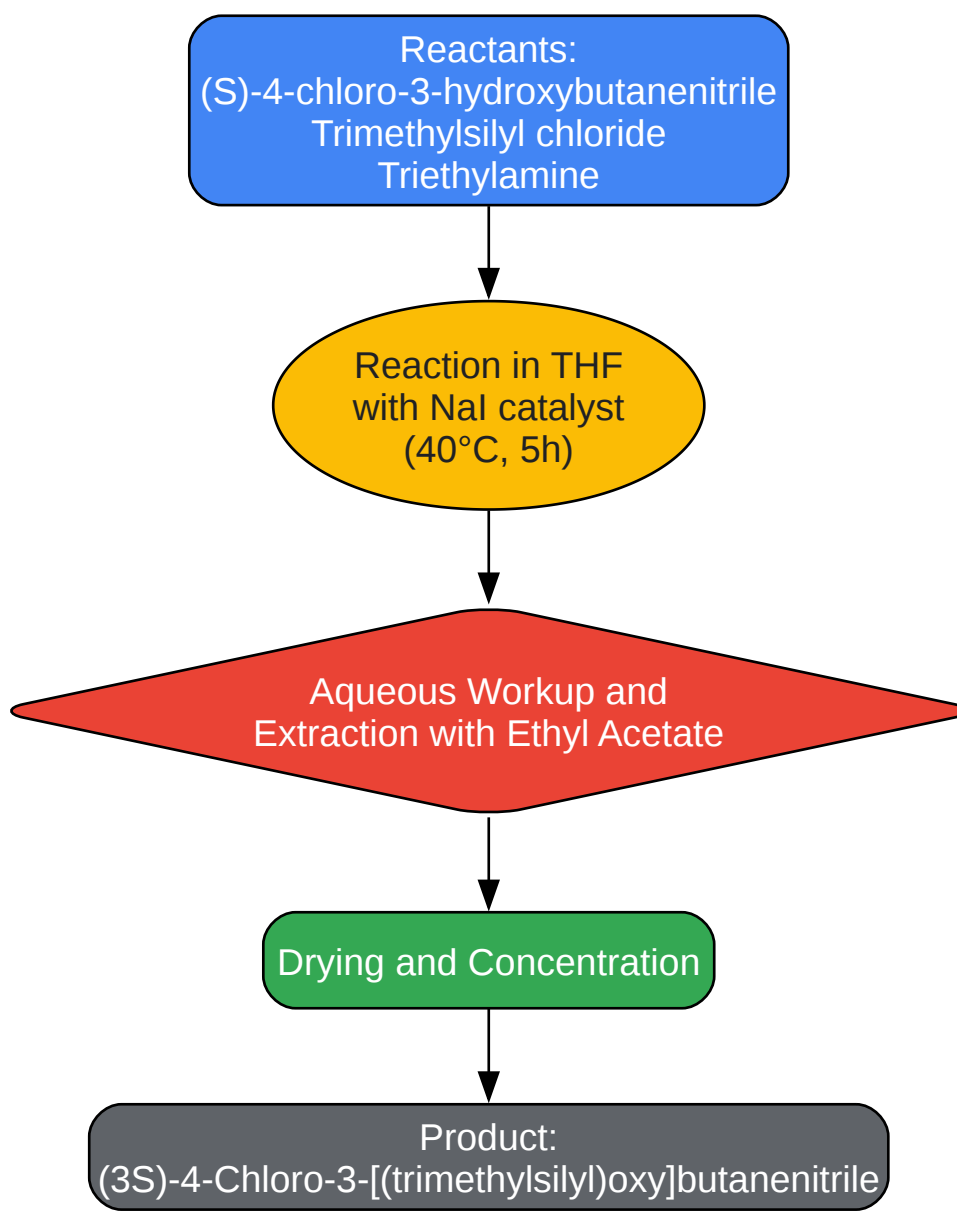 Reactants:
(S)-4-chloro-3-hydroxybutanenitrile
Trimethylsilyl chloride
Triethylamine
Reaction in THF
with NaI catalyst
(40°C, 5h)
Aqueous Workup and
Extraction with Ethyl Acetate
Drying and Concentration
Product:
(3S)-4-Chloro-3-[(trimethylsilyl)oxy]butanenitrile